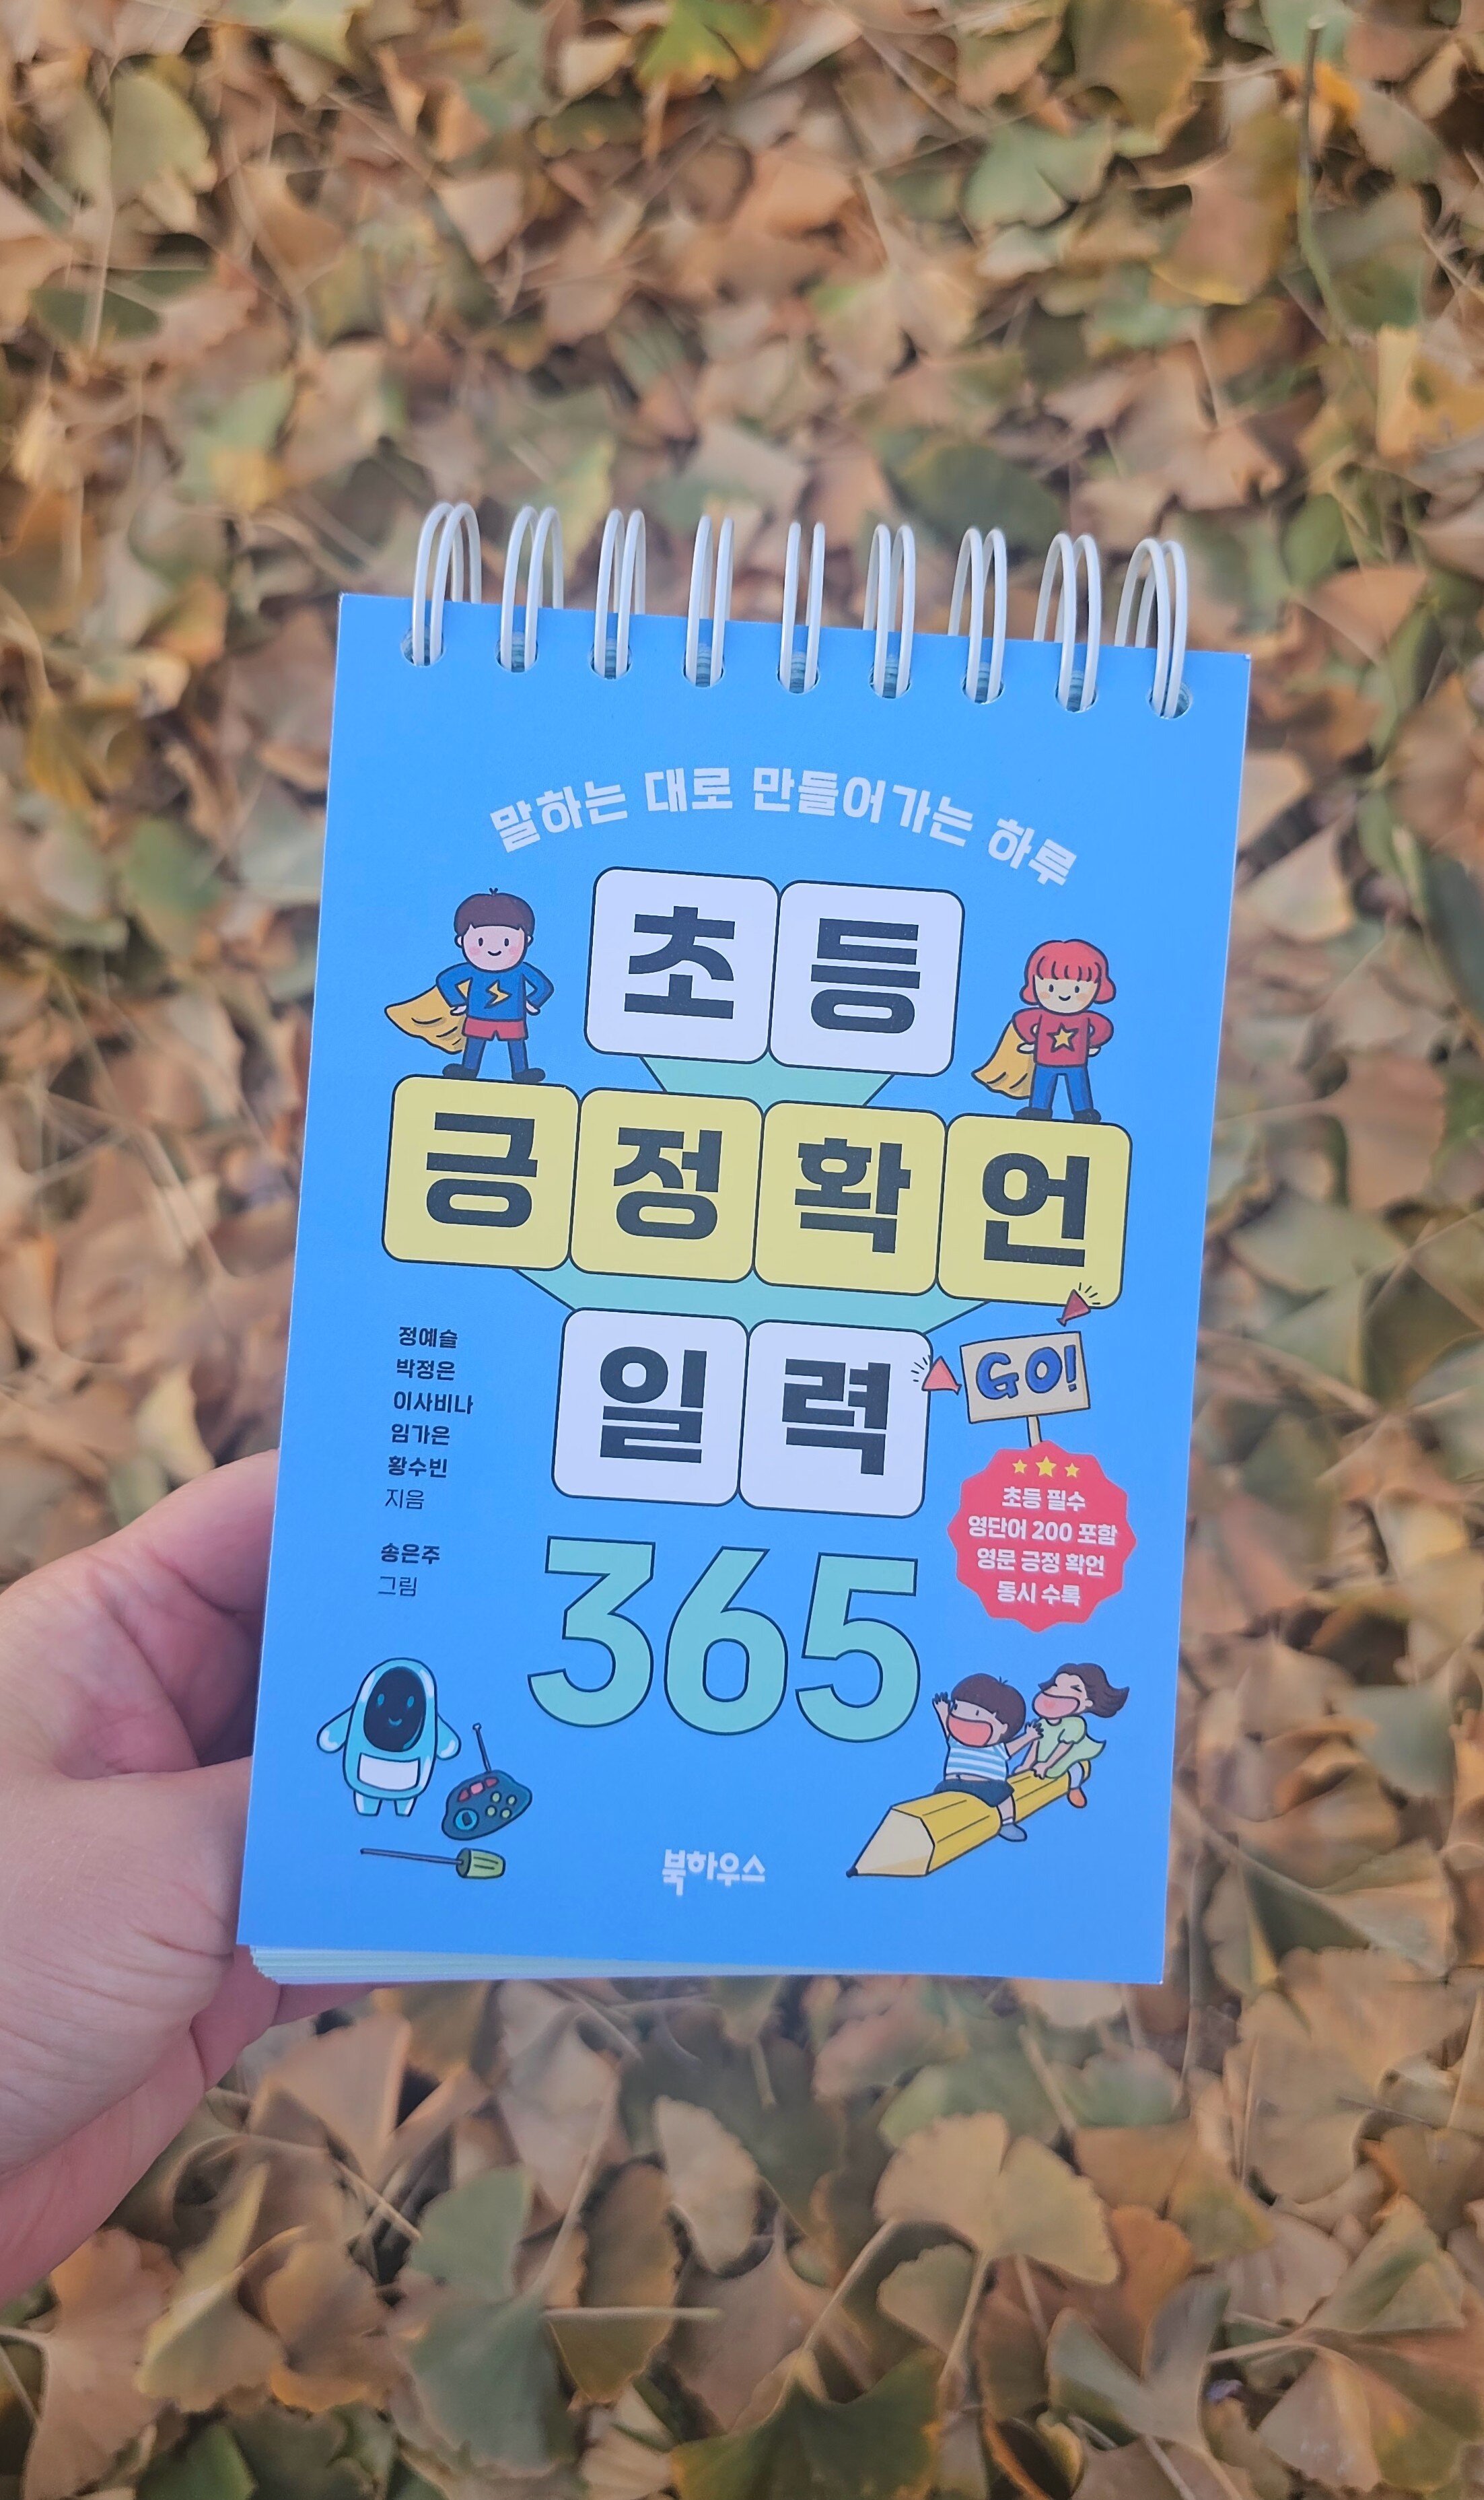 말하는 대로 만들어가는 하루
초등
긍정확언
일력
365
정예슬
박정은
이사비나
임가은
황수빈
지음
송은주
그림
GO!
초등 필수
영단어 200 포함
영문 긍정 확언
동시 수록
북하우스